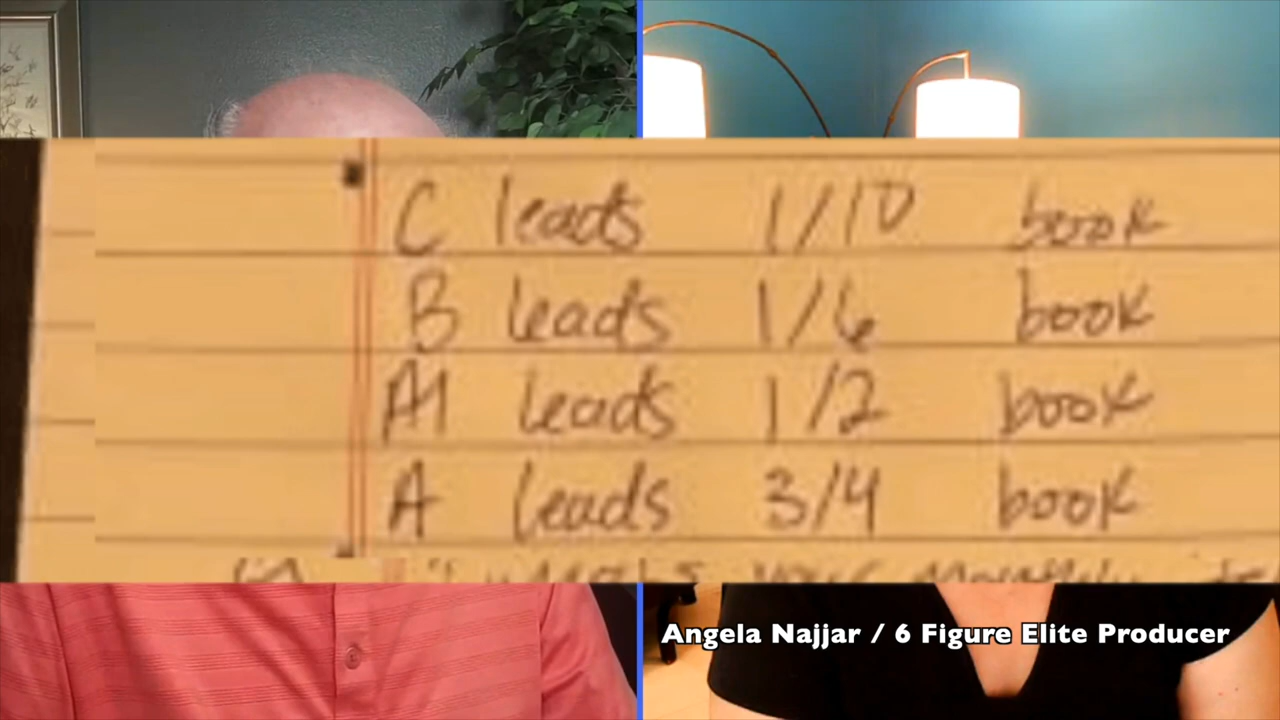 C leads 1/10 book
B leads 1/6 book
A1 leads 1/2 book
A leads 3/4 book
Angela Najjar / 6 Figure Elite Producer